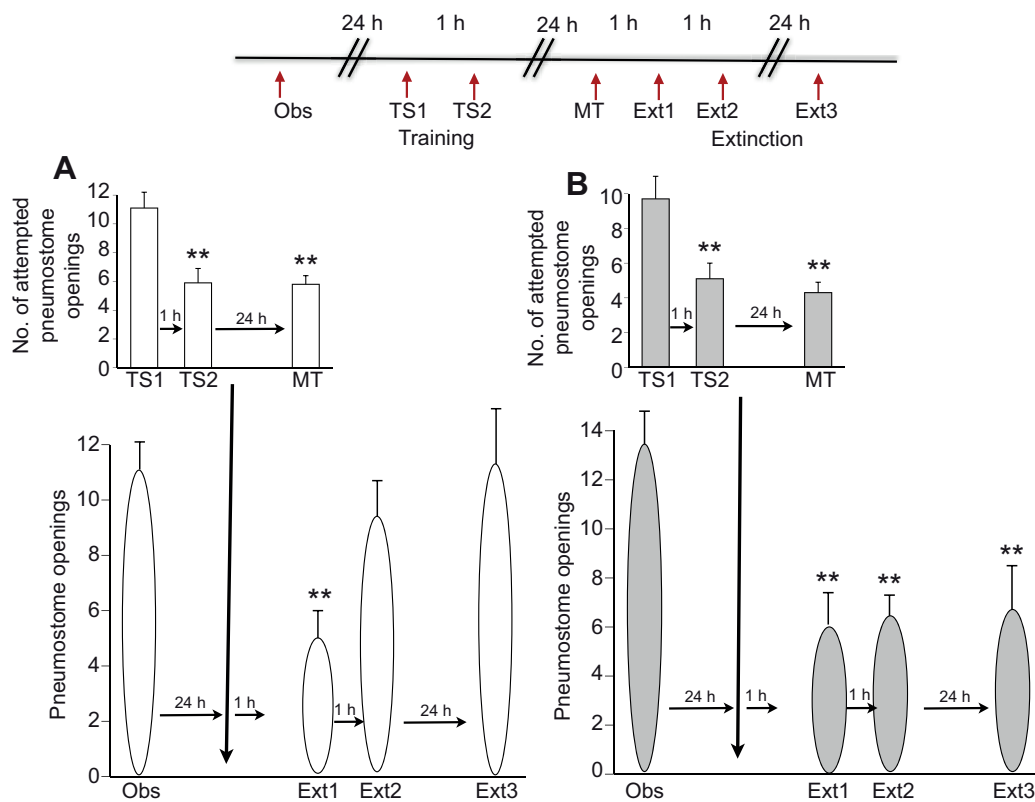 24 h 1 h 24 h 1 h 1 h 24 h
Obs TS1 TS2 MT Ext1 Ext2 Ext3
Training Extinction
A
No. of attempted
pneumostome
openings
12
10
8
6
4
2
0
** **
1 h 24 h
TS1 TS2 MT
Pneumostome openings
12
10
8
6
4
2
0
**
24 h 1 h 1 h 24 h
Obs Ext1 Ext2 Ext3
B
No. of attempted
pneumostome
openings
10
8
6
4
2
0
** **
1 h 24 h
TS1 TS2 MT
Pneumostome openings
14
12
10
8
6
4
2
0
** ** **
24 h 1 h 1 h 24 h
Obs Ext1 Ext2 Ext3